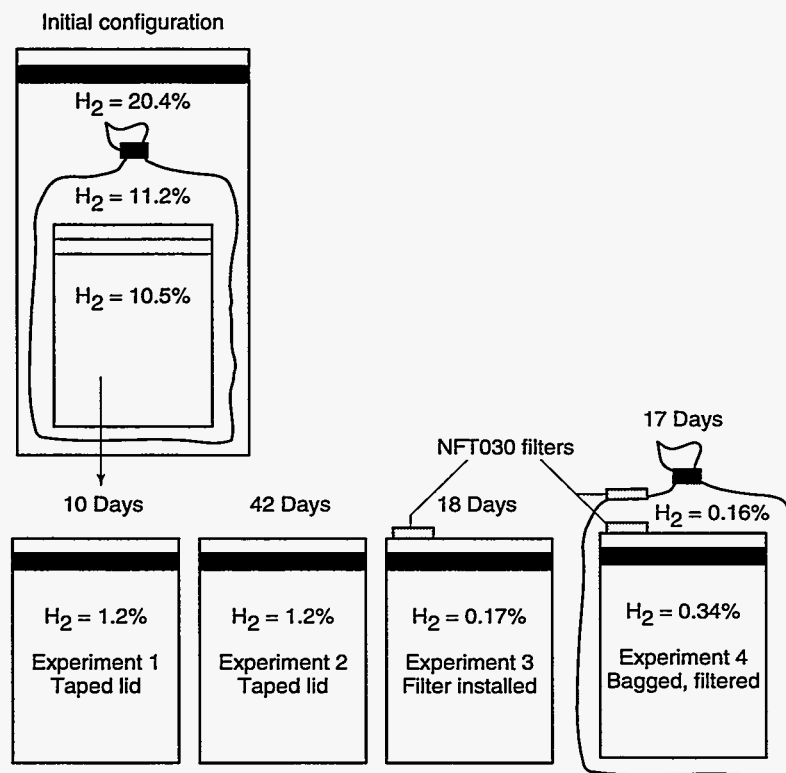 Initial configuration
H2 = 20.4%
H2 = 11.2%
H2 = 10.5%
17 Days
NFT030 filters
10 Days
42 Days
18 Days
H2 = 0.16%
H2 = 1.2%
Experiment 1
Taped lid
H2 = 1.2%
Experiment 2
Taped lid
H2 = 0.17%
Experiment 3
Filter installed
H2 = 0.34%
Experiment 4
Bagged, filtered